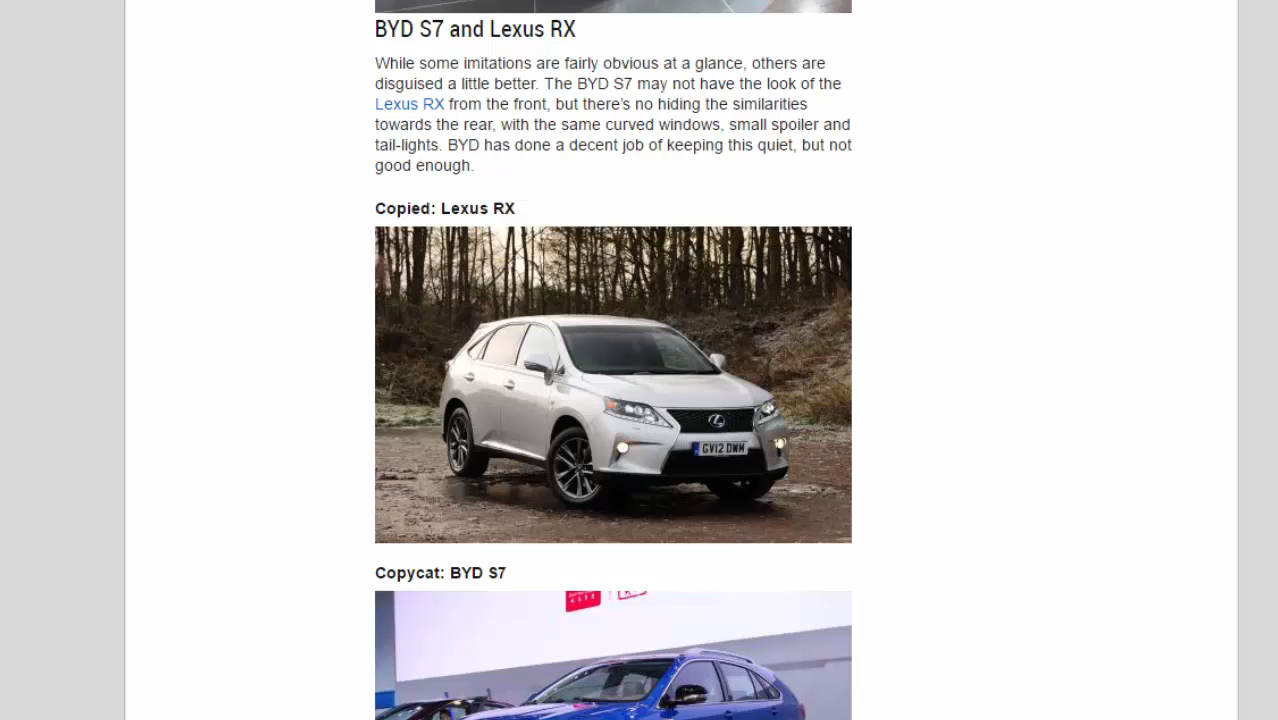 BYD S7 and Lexus RX
While some imitations are fairly obvious at a glance, others are
disguised a little better. The BYD S7 may not have the look of the
Lexus RX from the front, but there's no hiding the similarities
towards the rear, with the same curved windows, small spoiler and
tail-lights. BYD has done a decent job of keeping this quiet, but not
good enough.
Copied: Lexus RX
GV12 DWM
Copycat: BYD S7